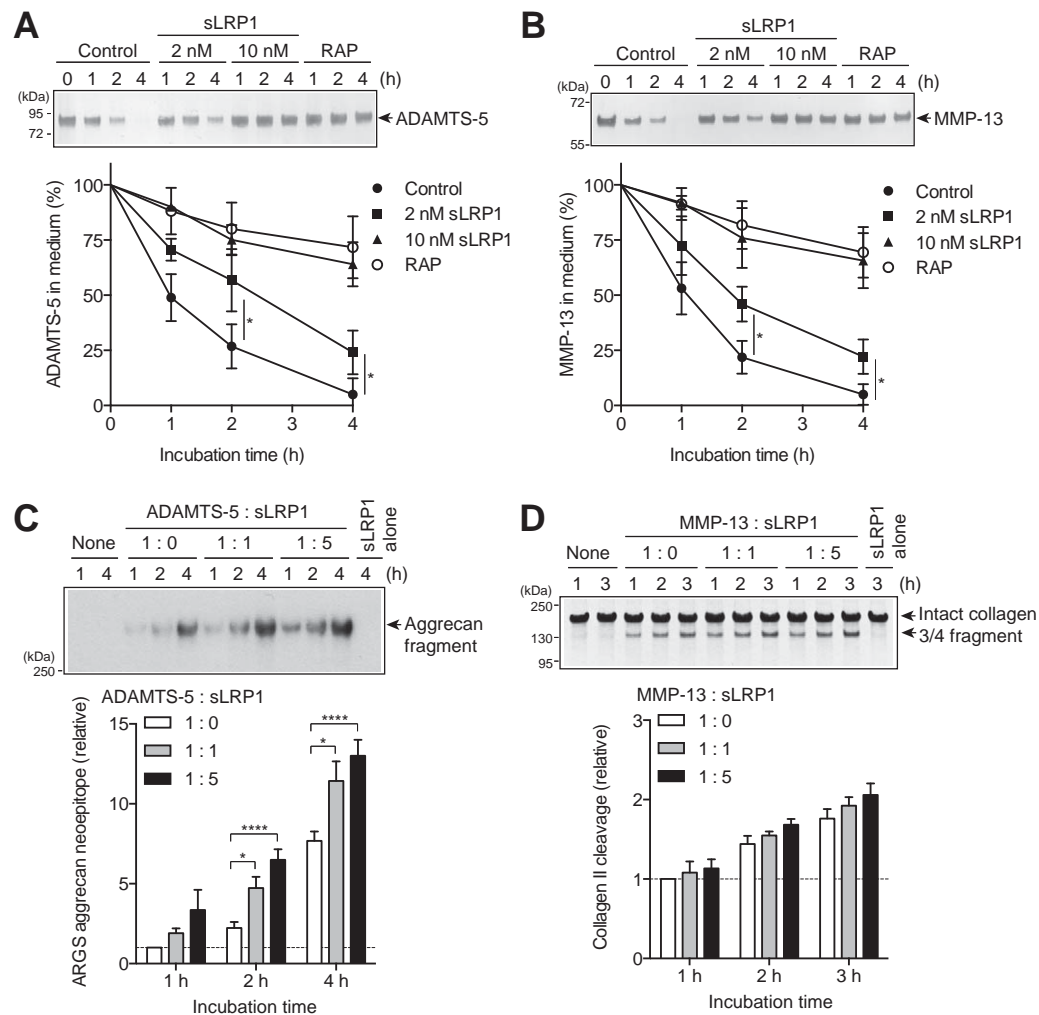 A
sLRP1
Control 2 nM 10 nM RAP
0 1 2 4 1 2 4 1 2 4 1 2 4 (h)
(kDa)
95
72
ADAMTS-5
ADAMTS-5 in medium (%)
100
75
50
25
0
0 1 2 3 4
Incubation time (h)
Control
2 nM sLRP1
10 nM sLRP1
RAP
*
*
B
sLRP1
Control 2 nM 10 nM RAP
0 1 2 4 1 2 4 1 2 4 1 2 4 (h)
(kDa)
72
55
MMP-13
MMP-13 in medium (%)
100
75
50
25
0
0 1 2 3 4
Incubation time (h)
Control
2 nM sLRP1
10 nM sLRP1
RAP
*
*
C
ADAMTS-5 : sLRP1
sLRP1 alone
None 1 : 0 1 : 1 1 : 5
1 4 1 2 4 1 2 4 1 2 4 4 (h)
(kDa)
250
Aggrecan
fragment
ADAMTS-5 : sLRP1
1 : 0
1 : 1
1 : 5
ARGS aggrecan neoepitope (relative)
15
10
5
0
****
*
****
*
1 h 2 h 4 h
Incubation time
D
MMP-13 : sLRP1
sLRP1 alone
None 1 : 0 1 : 1 1 : 5
1 3 1 2 3 1 2 3 1 2 3 3 (h)
(kDa)
250
130
95
Intact collagen
3/4 fragment
MMP-13 : sLRP1
1 : 0
1 : 1
1 : 5
Collagen II cleavage (relative)
3
2
1
0
1 h 2 h 3 h
Incubation time